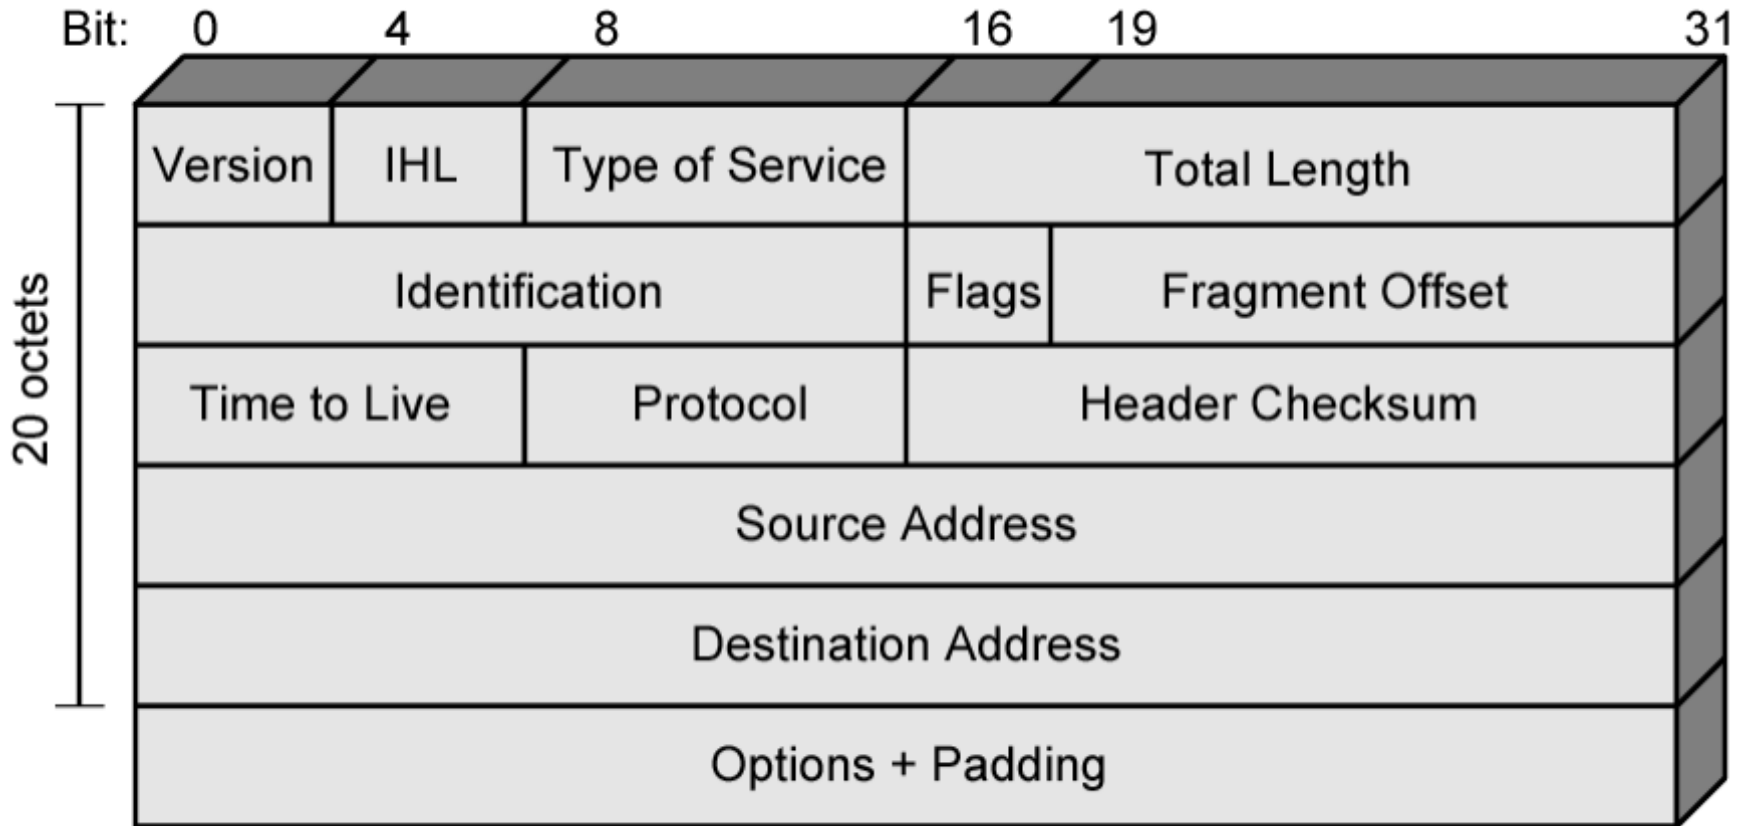 Bit: 0 4 8 16 19 31
Version IHL Type of Service Total Length
Identification Flags Fragment Offset
Time to Live Protocol Header Checksum
Source Address
Destination Address
Options + Padding
20 octets